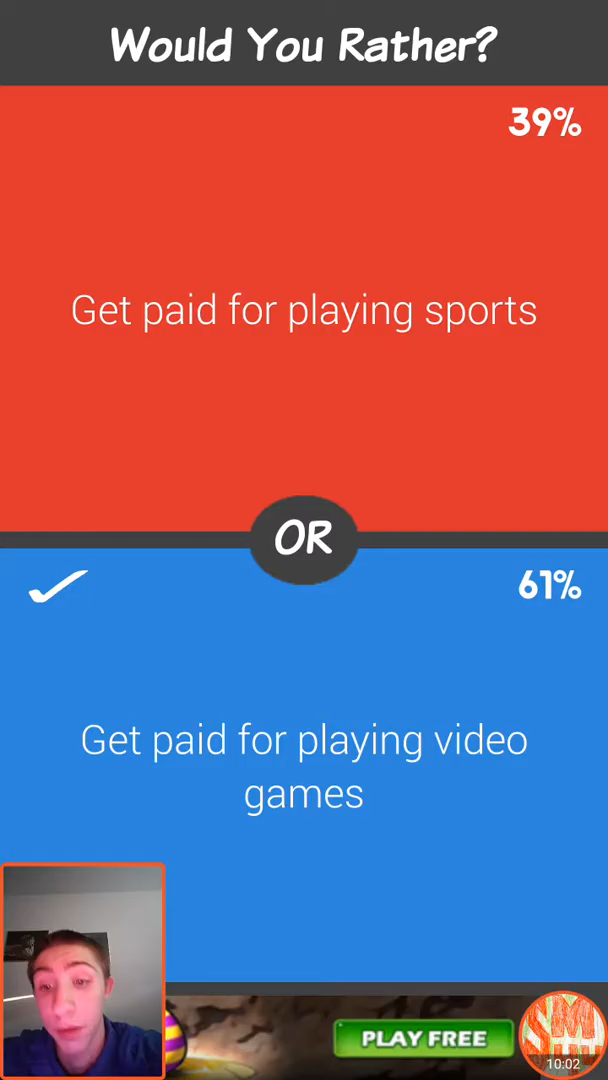 Would You Rather?
39%
Get paid for playing sports
OR
61%
Get paid for playing video
games
PLAY FREE
SM
10:02